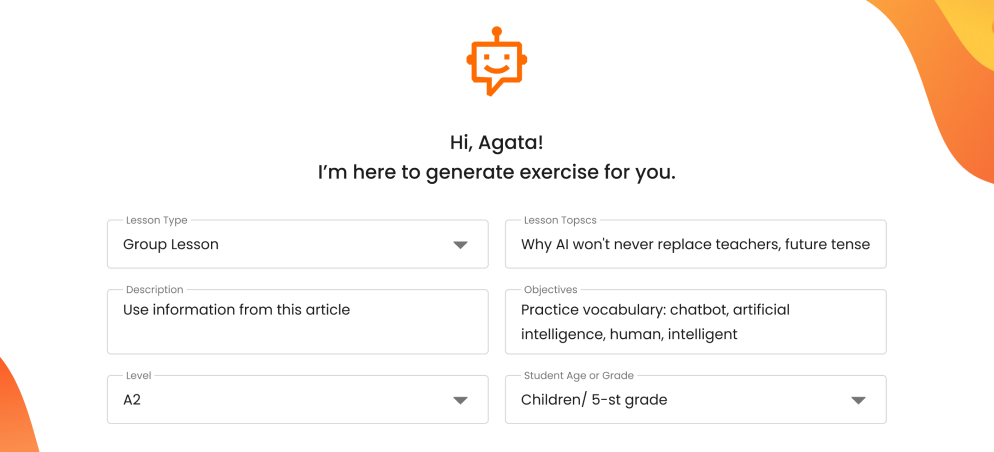 Hi, Agata!
I’m here to generate exercise for you.
Lesson Type
Group Lesson
Lesson Topscs
Why AI won't never replace teachers, future tense
Description
Use information from this article
Objectives
Practice vocabulary: chatbot, artificial
intelligence, human, intelligent
Level
A2
Student Age or Grade
Children/ 5-st grade